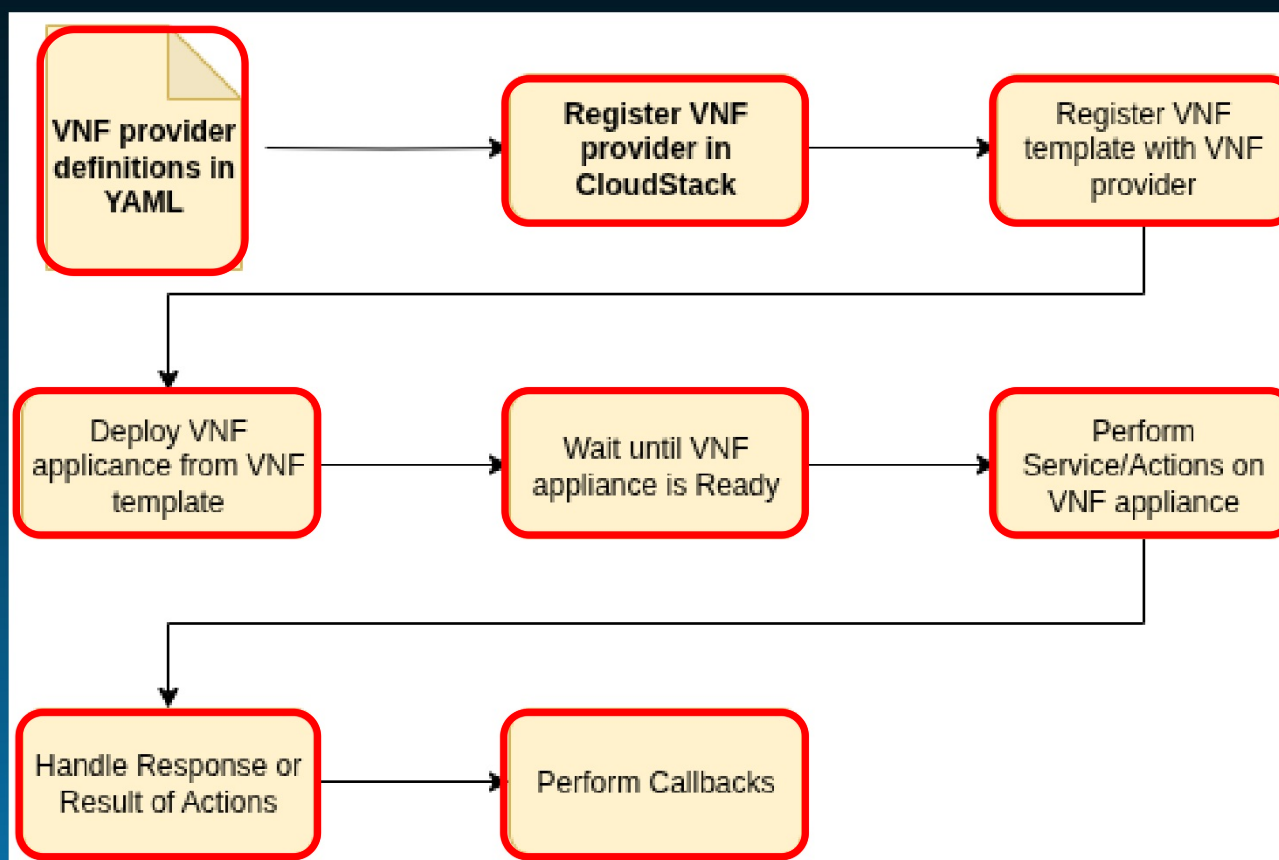 VNF provider
definitions in
YAML
Register VNF
provider in
CloudStack
Register VNF
template with VNF
provider
Deploy VNF
applicance from VNF
template
Wait until VNF
appliance is Ready
Perform
Service/Actions on
VNF appliance
Handle Response or
Result of Actions
Perform Callbacks